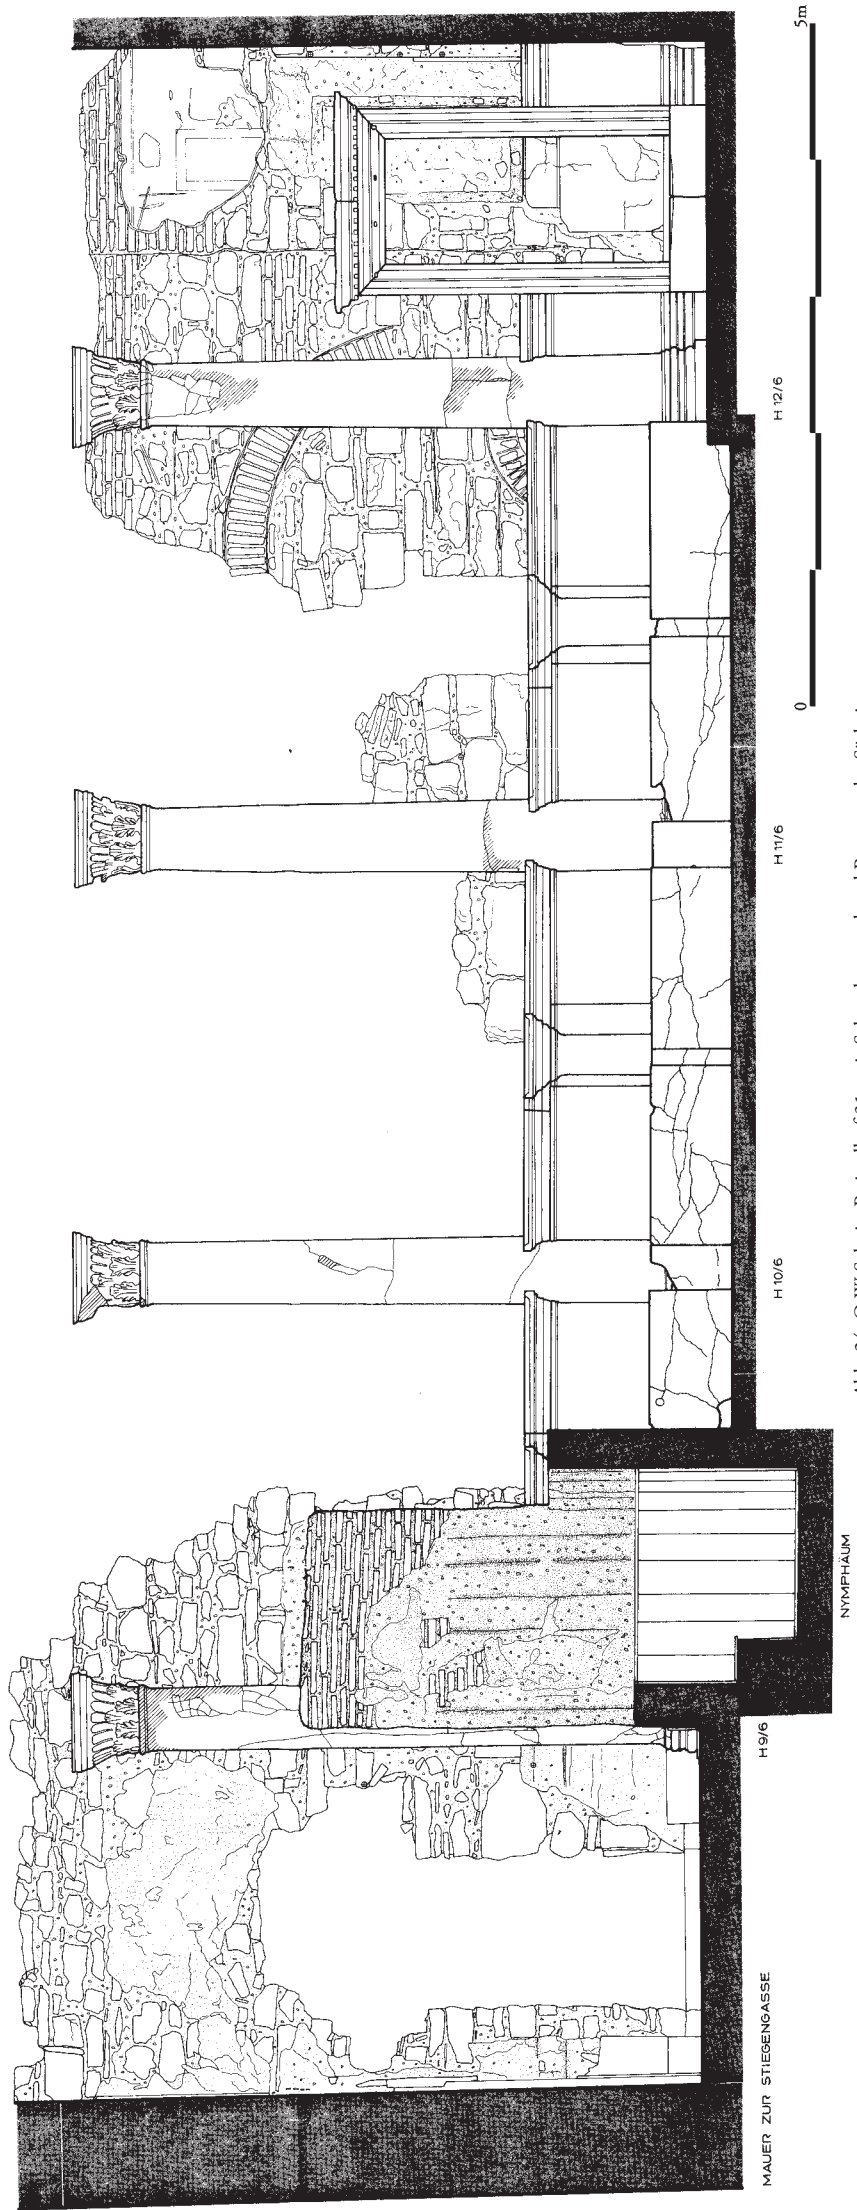 MAUER ZUR STIEGENGASSE
H 9/6
NYMPHÄUM
H 10/6
H 11/6
H 12/6
0
5m